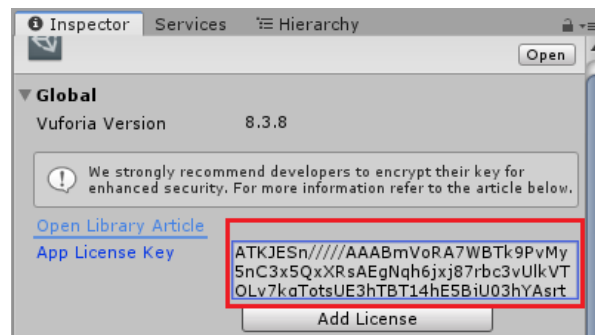 Inspector Services Hierarchy
Open
Global
Vuforia Version 8.3.8
We strongly recommend developers to encrypt their key for
enhanced security. For more information refer to the article below.
Open Library Article
App License Key
ATKJESn/////AAABmVoRA7WBTk9PvMy
5nC3x5QxXRsAEgNqh6jxj87rbc3vUlkVT
OLv7kqTotsUE3hTBT14hE5BiU03hYAsrt
Add License